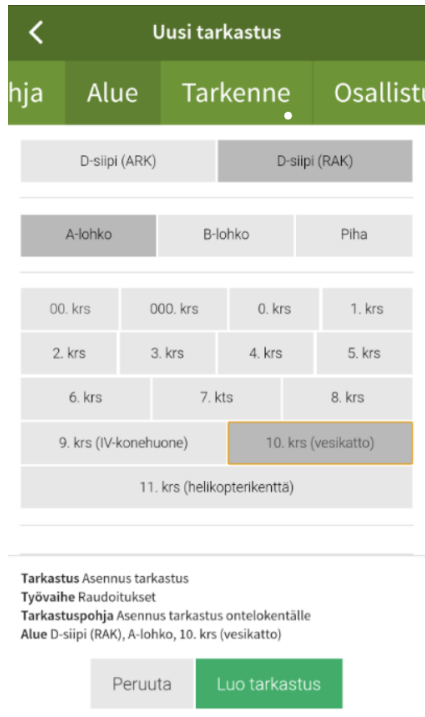 Uusi tarkastus
hja Alue Tarkenne Osallistu
D-siipi (ARK) D-siipi (RAK)
A-lohko B-lohko Piha
00. krs 000. krs 0. krs 1. krs
2. krs 3. krs 4. krs 5. krs
6. krs 7. kts 8. krs
9. krs (IV-konehuone) 10. krs (vesikatto)
11. krs (helikopterikenttä)
Tarkastus Asennus tarkastus
Työvaihe Raudoitukset
Tarkastuspohja Asennus tarkastus ontelokentälle
Alue D-siipi (RAK), A-lohko, 10. krs (vesikatto)
Peruuta Luo tarkastus